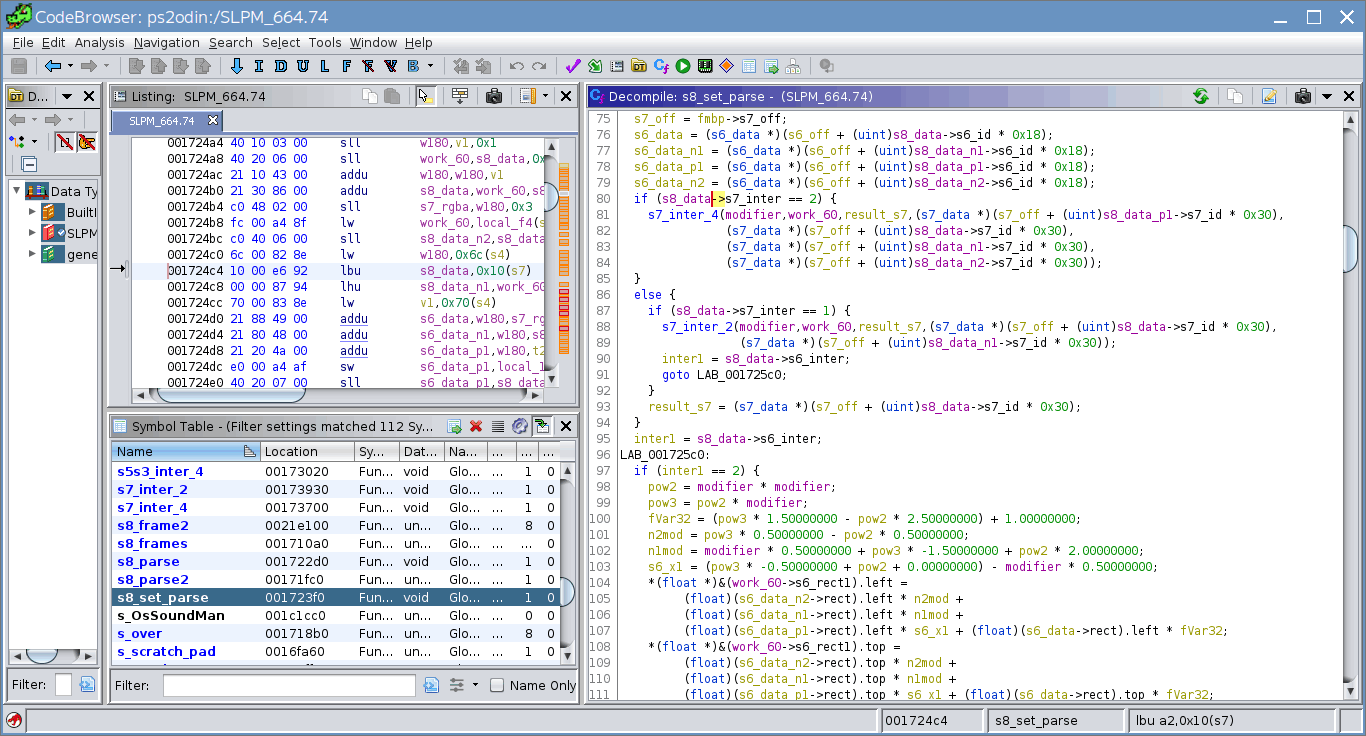 CodeBrowser: ps2odin:/SLPM_664.74
File Edit Analysis Navigation Search Select Tools Window Help
I D U L F R V B
D...
Data Ty
BuiltI
SLPM
gene
Filter:
Listing: SLPM_664.74
SLPM_664.74
001724a4 40 10 03 00 sll w180,v1,0x1
001724a8 40 20 06 00 sll work_60,s8_data,0x
001724ac 21 10 43 00 addu w180,w180,v1
001724b0 21 30 86 00 addu s8_data,work_60,s8
001724b4 c0 48 02 00 sll s7_rgba,w180,0x3
001724b8 fc 00 a4 8f lw work_60,local_f4(s
001724bc c0 40 06 00 sll s8_data_n2,s8_data
001724c0 6c 00 82 8e lw w180,0x6c(s4)
001724c4 10 00 e6 92 lbu s8_data,0x10(s7)
001724c8 00 00 87 94 lhu s8_data_n1,work_60
001724cc 70 00 83 8e lw v1,0x70(s4)
001724d0 21 88 49 00 addu s6_data,w180,s7_rg
001724d4 21 80 48 00 addu s6_data_n1,w180,s8
001724d8 21 20 4a 00 addu s6_data_p1,w180,t2
001724dc e0 00 a4 af sw s6_data_p1,local_1
001724e0 40 20 07 00 sll s6_data_p1,s8_data
Symbol Table - (Filter settings matched 112 Sy...
Name Location Sy... Dat... Na... ... ... ...
s5s3_inter_4 00173020 Fun... void Glo... ... 1 0
s7_inter_2 00173930 Fun... void Glo... ... 1 0
s7_inter_4 00173700 Fun... void Glo... ... 1 0
s8_frame2 0021e100 Fun... un... Glo... ... 8 0
s8_frames 001710a0 Fun... un... Glo... ... ... 0
s8_parse 001722d0 Fun... void Glo... ... 1 0
s8_parse2 00171fc0 Fun... un... Glo... ... 1 0
s8_set_parse 001723f0 Fun... void Glo... ... 1 0
s_OsSoundMan 001c1cc0 Fun... un... Glo... ... 0 0
s_over 001718b0 Fun... un... Glo... ... 8 0
s_scratch_pad 0016fa60 Fun... un... Glo... ... 1 0
Filter: Name Only
Decompile: s8_set_parse - (SLPM_664.74)
75 s7_off = fmbp->s7_off;
76 s6_data = (s6_data *)(s6_off + (uint)s8_data->s6_id * 0x18);
77 s6_data_n1 = (s6_data *)(s6_off + (uint)s8_data_n1->s6_id * 0x18);
78 s6_data_p1 = (s6_data *)(s6_off + (uint)s8_data_p1->s6_id * 0x18);
79 s6_data_n2 = (s6_data *)(s6_off + (uint)s8_data_n2->s6_id * 0x18);
80 if (s8_data->s7_inter == 2) {
81 s7_inter_4(modifier,work_60,result_s7,(s7_data *)(s7_off + (uint)s8_data_p1->s7_id * 0x30),
82 (s7_data *)(s7_off + (uint)s8_data->s7_id * 0x30),
83 (s7_data *)(s7_off + (uint)s8_data_n1->s7_id * 0x30),
84 (s7_data *)(s7_off + (uint)s8_data_n2->s7_id * 0x30));
85 }
86 else {
87 if (s8_data->s7_inter == 1) {
88 s7_inter_2(modifier,work_60,result_s7,(s7_data *)(s7_off + (uint)s8_data->s7_id * 0x30),
89 (s7_data *)(s7_off + (uint)s8_data_n1->s7_id * 0x30));
90 inter1 = s8_data->s6_inter;
91 goto LAB_001725c0;
92 }
93 result_s7 = (s7_data *)(s7_off + (uint)s8_data->s7_id * 0x30);
94 }
95 inter1 = s8_data->s6_inter;
96 LAB_001725c0:
97 if (inter1 == 2) {
98 pow2 = modifier * modifier;
99 pow3 = pow2 * modifier;
100 fVar32 = (pow3 * 1.50000000 - pow2 * 2.50000000) + 1.00000000;
101 n2mod = pow3 * 0.50000000 - pow2 * 0.50000000;
102 n1mod = modifier * 0.50000000 + pow3 * -1.50000000 + pow2 * 2.00000000;
103 s6_x1 = (pow3 * -0.50000000 + pow2 + 0.00000000) - modifier * 0.50000000;
104 *(float *)&(work_60->s6_rect1).left =
105 (float)(s6_data_n2->rect).left * n2mod +
106 (float)(s6_data_n1->rect).left * n1mod +
107 (float)(s6_data_p1->rect).left * s6_x1 + (float)(s6_data->rect).left * fVar32;
108 *(float *)&(work_60->s6_rect1).top =
109 (float)(s6_data_n2->rect).top * n2mod +
110 (float)(s6_data_n1->rect).top * n1mod +
111 (float)(s6_data_p1->rect).top * s6_x1 + (float)(s6_data->rect).top * fVar32;
001724c4 s8_set_parse lbu a2,0x10(s7)